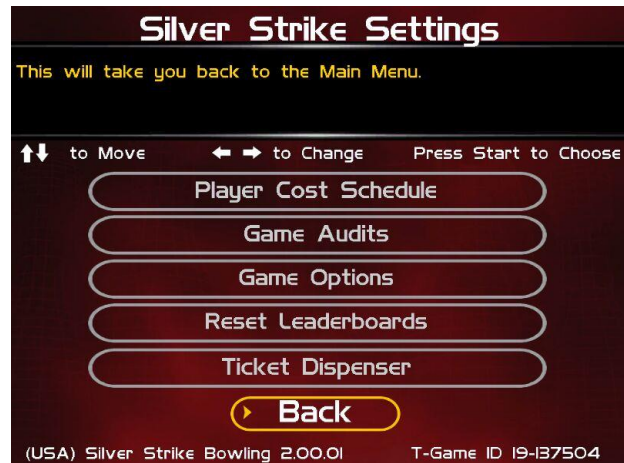 Silver Strike Settings
This will take you back to the Main Menu.
to Move to Change Press Start to Choose
Player Cost Schedule
Game Audits
Game Options
Reset Leaderboards
Ticket Dispenser
Back
(USA) Silver Strike Bowling 2.00.01 T-Game ID 19-137504